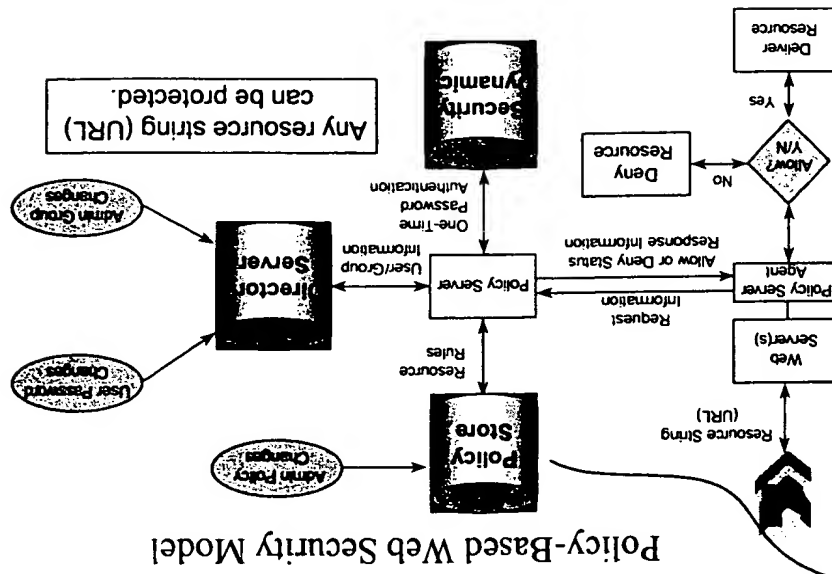 Policy-Based Web Security Model
Resource String
(URL)
Web
Server(s)
Policy Server
Agent
Allow?
Y/N
No
Deny
Resource
Yes
Deliver
Resource
Request
Information
Allow or Deny Status
Response Information
Admin Policy
Changes
Policy
Store
Resource
Rules
Policy Server
One-Time
Password
Authentication
Security
Dynamic
User/Group
Information
Director
Server
User Password
Changes
Admin Group
Changes
Any resource string (URL)
can be protected.